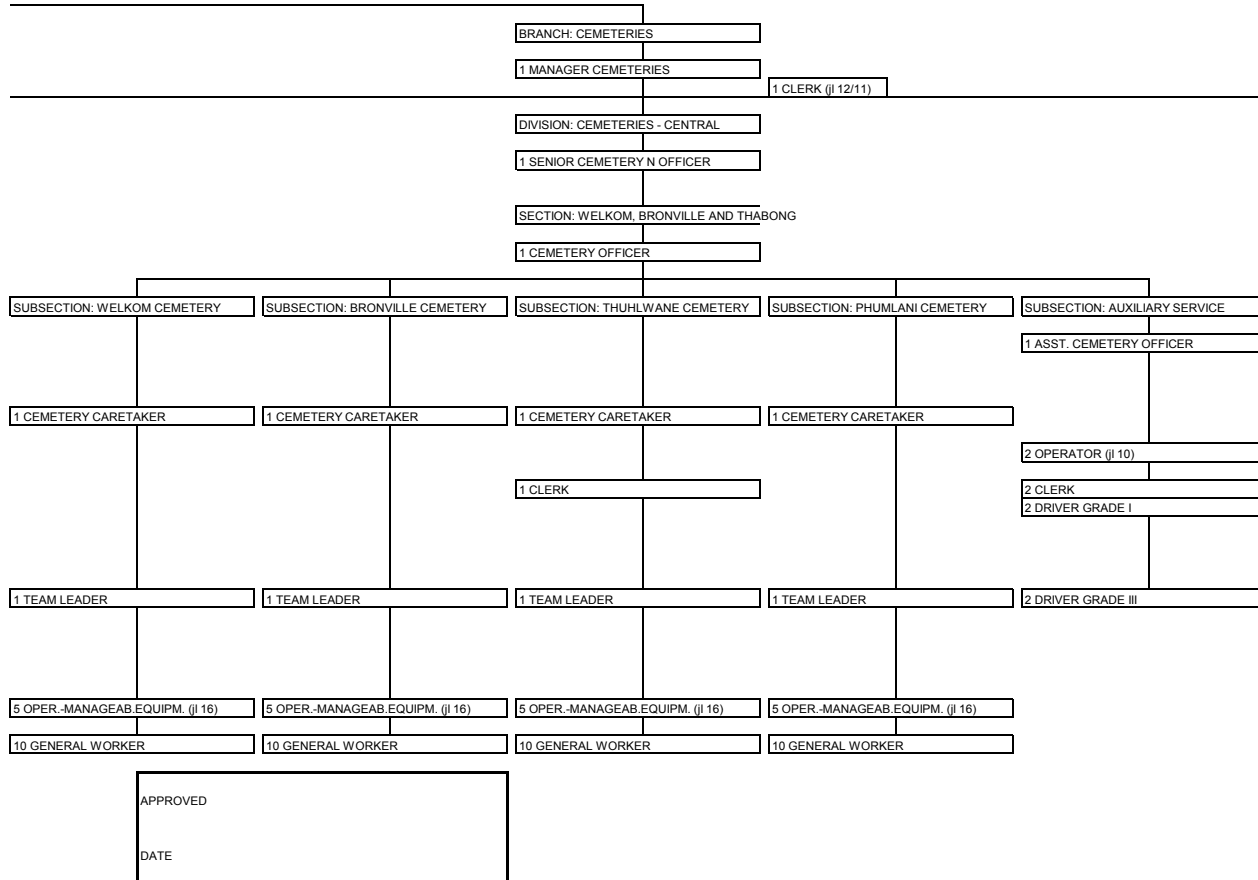 BRANCH: CEMETERIES
1 MANAGER CEMETERIES
1 CLERK (jl 12/11)
DIVISION: CEMETERIES - CENTRAL
1 SENIOR CEMETERY N OFFICER
SECTION: WELKOM, BRONVILLE AND THABONG
1 CEMETERY OFFICER
SUBSECTION: WELKOM CEMETERY
SUBSECTION: BRONVILLE CEMETERY
SUBSECTION: THUHLWANE CEMETERY
SUBSECTION: PHUMLANI CEMETERY
SUBSECTION: AUXILIARY SERVICE
1 ASST. CEMETERY OFFICER
1 CEMETERY CARETAKER
1 CEMETERY CARETAKER
1 CEMETERY CARETAKER
1 CEMETERY CARETAKER
2 OPERATOR (jl 10)
1 CLERK
2 CLERK
2 DRIVER GRADE I
1 TEAM LEADER
1 TEAM LEADER
1 TEAM LEADER
1 TEAM LEADER
2 DRIVER GRADE III
5 OPER.-MANAGEAB.EQUIPM. (jl 16)
5 OPER.-MANAGEAB.EQUIPM. (jl 16)
5 OPER.-MANAGEAB.EQUIPM. (jl 16)
5 OPER.-MANAGEAB.EQUIPM. (jl 16)
10 GENERAL WORKER
10 GENERAL WORKER
10 GENERAL WORKER
10 GENERAL WORKER
APPROVED
DATE